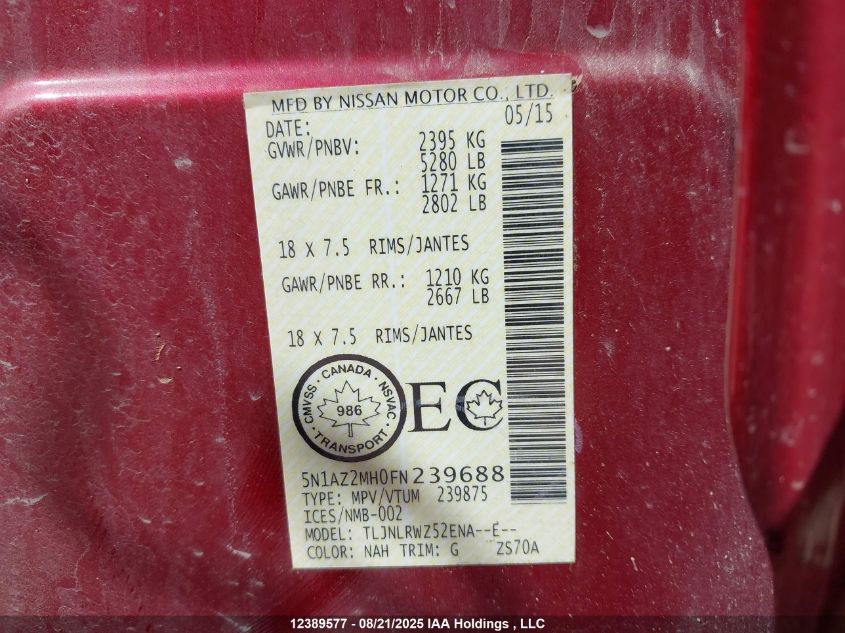 MFD BY NISSAN MOTOR CO., LTD.
DATE: 05/15
GVWR/PNBV: 2395 KG
5280 LB
GAWR/PNBE FR.: 1271 KG
2802 LB
18 X 7.5 RIMS/JANTES
GAWR/PNBE RR.: 1210 KG
2667 LB
18 X 7.5 RIMS/JANTES
CANADA
CMVSS · NSVAC
986
TRANSPORT
EC
5N1AZ2MH0FN239688
TYPE: MPV/VTUM 239875
ICES/NMB-002
MODEL: TLJNLRWZ52ENA--E--
COLOR: NAH TRIM: G ZS70A
12389577 - 08/21/2025 IAA Holdings , LLC